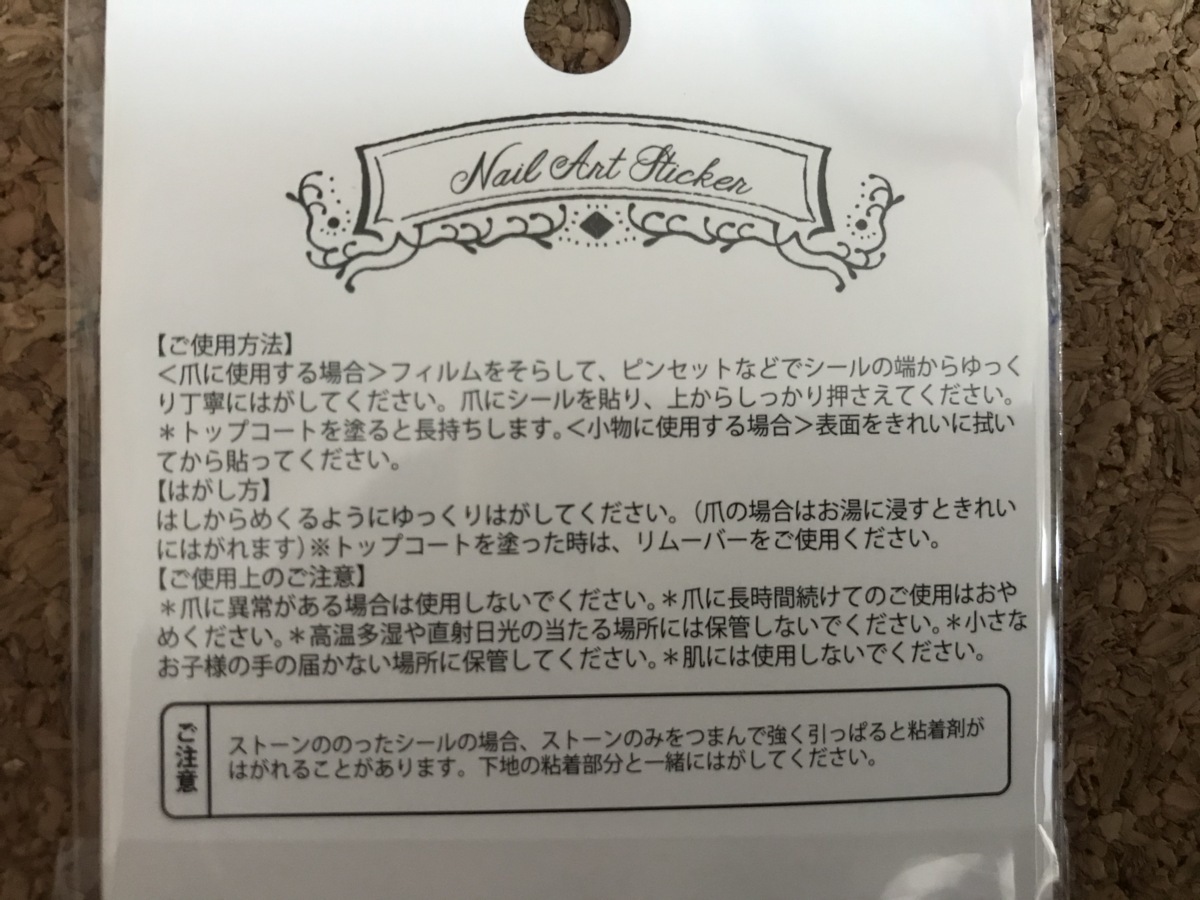 Nail Art Sticker
【ご使用方法】
＜爪に使用する場合＞フィルムをそらして、ピンセットなどでシールの端からゆっく
り丁寧にはがしてください。爪にシールを貼り、上からしっかり押さえてください。
＊トップコートを塗ると長持ちします。＜小物に使用する場合＞表面をきれいに拭い
てから貼ってください。
【はがし方】
はしからめくるようにゆっくりはがしてください。（爪の場合はお湯に浸すときれい
にはがれます）※トップコートを塗った時は、リムーバーをご使用ください。
【ご使用上のご注意】
＊爪に異常がある場合は使用しないでください。＊爪に長時間続けてのご使用はおや
めください。＊高温多湿や直射日光の当たる場所には保管しないでください。＊小さな
お子様の手の届かない場所に保管してください。＊肌には使用しないでください。
ご注意
ストーンののったシールの場合、ストーンのみをつまんで強く引っぱると粘着剤が
はがれることがあります。下地の粘着部分と一緒にはがしてください。